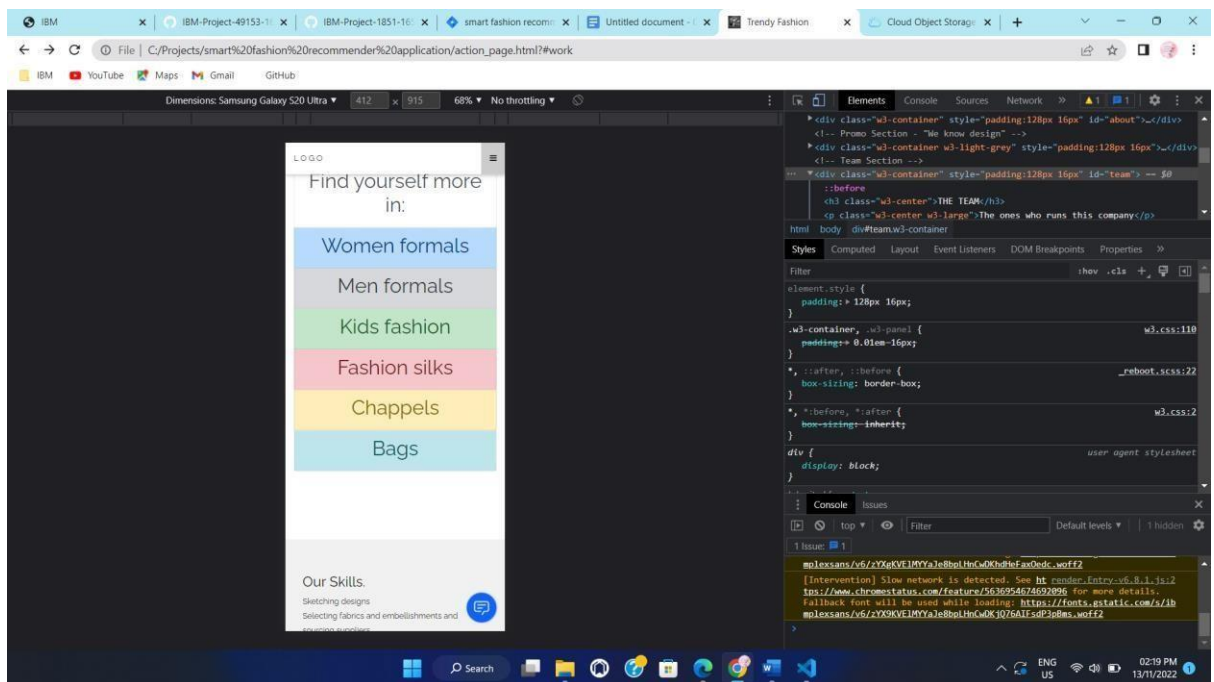 IBM
IBM-Project-49153-16
IBM-Project-1851-165
smart fashion recomm
Untitled document - G
Trendy Fashion
Cloud Object Storage
File | C:/Projects/smart%20fashion%20recommender%20application/action_page.html?#work
IBM YouTube Maps Gmail GitHub
Dimensions: Samsung Galaxy S20 Ultra ▼ 412 x 915 68% ▼ No throttling ▼
LOGO
Find yourself more
in:
Women formals
Men formals
Kids fashion
Fashion silks
Chappels
Bags
Our Skills.
Sketching designs
Selecting fabrics and embellishments and
sourcing suppliers
Elements Console Sources Network » 1 1
<div class="w3-container" style="padding:128px 16px" id="about">…</div>
<!-- Promo Section - "We know design" -->
<div class="w3-container w3-light-grey" style="padding:128px 16px">…</div>
<!-- Team Section -->
<div class="w3-container" style="padding:128px 16px" id="team"> == $0
::before
<h3 class="w3-center">THE TEAM</h3>
<p class="w3-center w3-large">The ones who runs this company</p>
html body div#team.w3-container
Styles Computed Layout Event Listeners DOM Breakpoints Properties »
Filter :hov .cls +
element.style {
padding: 128px 16px;
}
.w3-container, .w3-panel { w3.css:110
padding: 0.01em 16px;
}
*, ::after, ::before { _reboot.scss:22
box-sizing: border-box;
}
*, *:before, *:after { w3.css:2
box-sizing: inherit;
}
div { user agent stylesheet
display: block;
}
Console Issues
top ▼ Filter Default levels ▼ 1 hidden
1 Issue: 1
[Intervention] Slow network is detected. See ht render.Entry-v6.8.1.js:2
tps://www.chromestatus.com/feature/5636954674692096 for more details.
Fallback font will be used while loading: https://fonts.gstatic.com/s/ib
Search
ENG
US
02:19 PM
13/11/2022
1